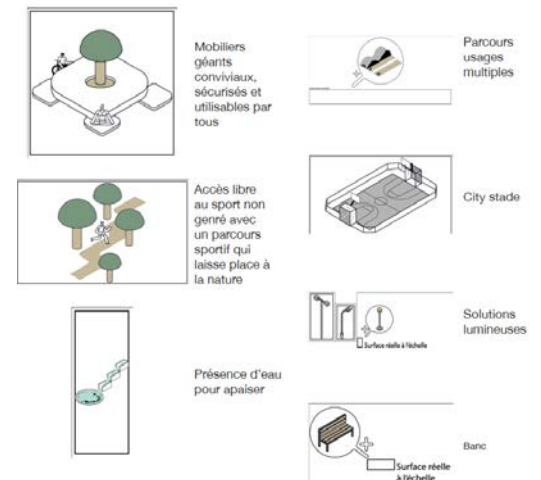 Mobiliers
géants
conviviaux,
sécurisés et
utilisables par
tous
Accès libre
au sport non
genré avec
un parcours
sportif qui
laisse place à
la nature
Présence d'eau
pour apaiser
Parcours
usages
multiples
City stade
Solutions
lumineuses
Surface réelle à l'échelle
Banc
Surface réelle
à l'échelle